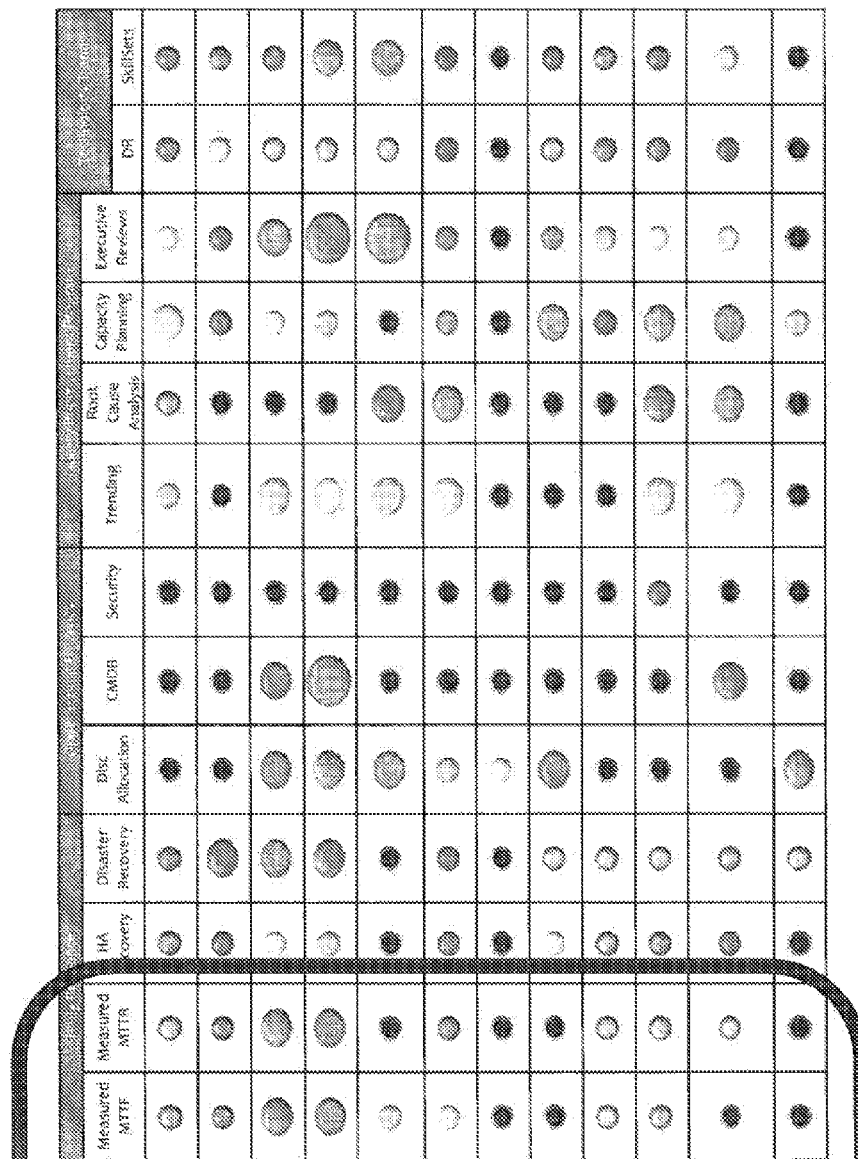 SkillSets
DR
Executive
Reviews
Capacity
Planning
Root
Cause
Analysis
Trending
Security
CMDB
Disc
Allocation
Disaster
Recovery
HA
covery
Measured
MTTR
Measured
MTTF